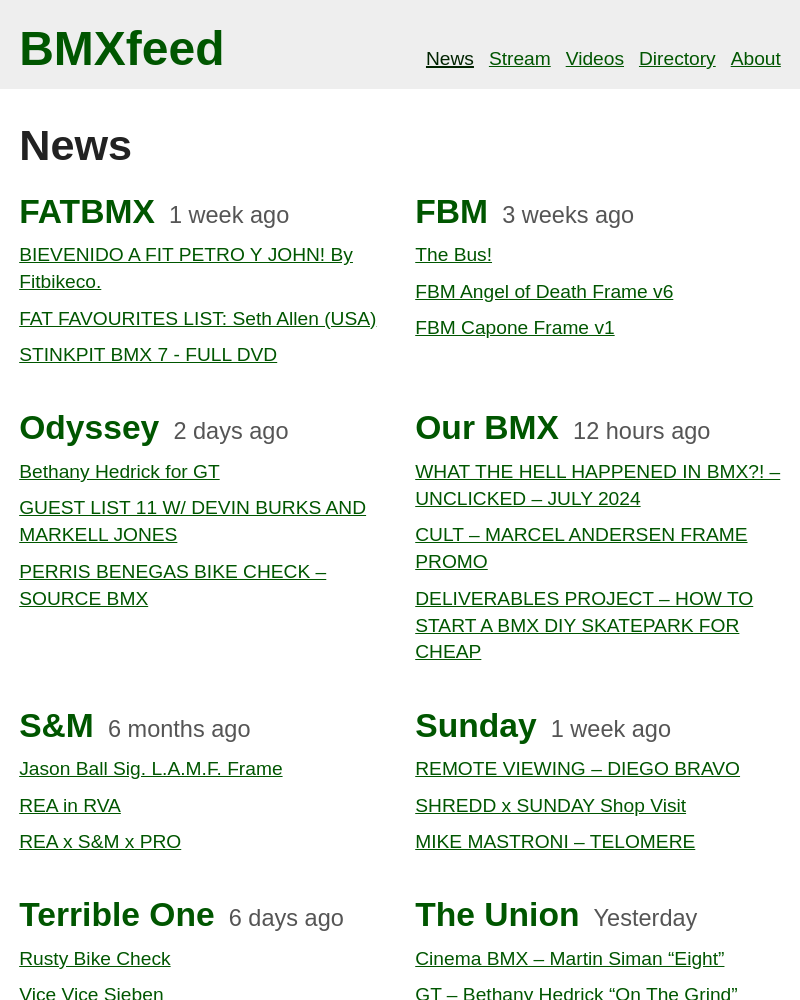 BMXfeed
News Stream Videos Directory About
News
FATBMX 1 week ago
BIEVENIDO A FIT PETRO Y JOHN! By
Fitbikeco.
FAT FAVOURITES LIST: Seth Allen (USA)
STINKPIT BMX 7 - FULL DVD
FBM 3 weeks ago
The Bus!
FBM Angel of Death Frame v6
FBM Capone Frame v1
Odyssey 2 days ago
Bethany Hedrick for GT
GUEST LIST 11 W/ DEVIN BURKS AND
MARKELL JONES
PERRIS BENEGAS BIKE CHECK –
SOURCE BMX
Our BMX 12 hours ago
WHAT THE HELL HAPPENED IN BMX?! –
UNCLICKED – JULY 2024
CULT – MARCEL ANDERSEN FRAME
PROMO
DELIVERABLES PROJECT – HOW TO
START A BMX DIY SKATEPARK FOR
CHEAP
S&M 6 months ago
Jason Ball Sig. L.A.M.F. Frame
REA in RVA
REA x S&M x PRO
Sunday 1 week ago
REMOTE VIEWING – DIEGO BRAVO
SHREDD x SUNDAY Shop Visit
MIKE MASTRONI – TELOMERE
Terrible One 6 days ago
Rusty Bike Check
Vice Vice Sieben
The Union Yesterday
Cinema BMX – Martin Siman “Eight”
GT – Bethany Hedrick “On The Grind”